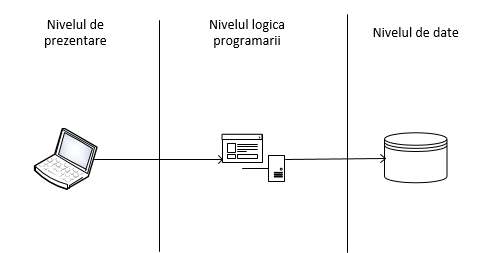 Nivelul de
prezentare
Nivelul logica
programarii
Nivelul de date